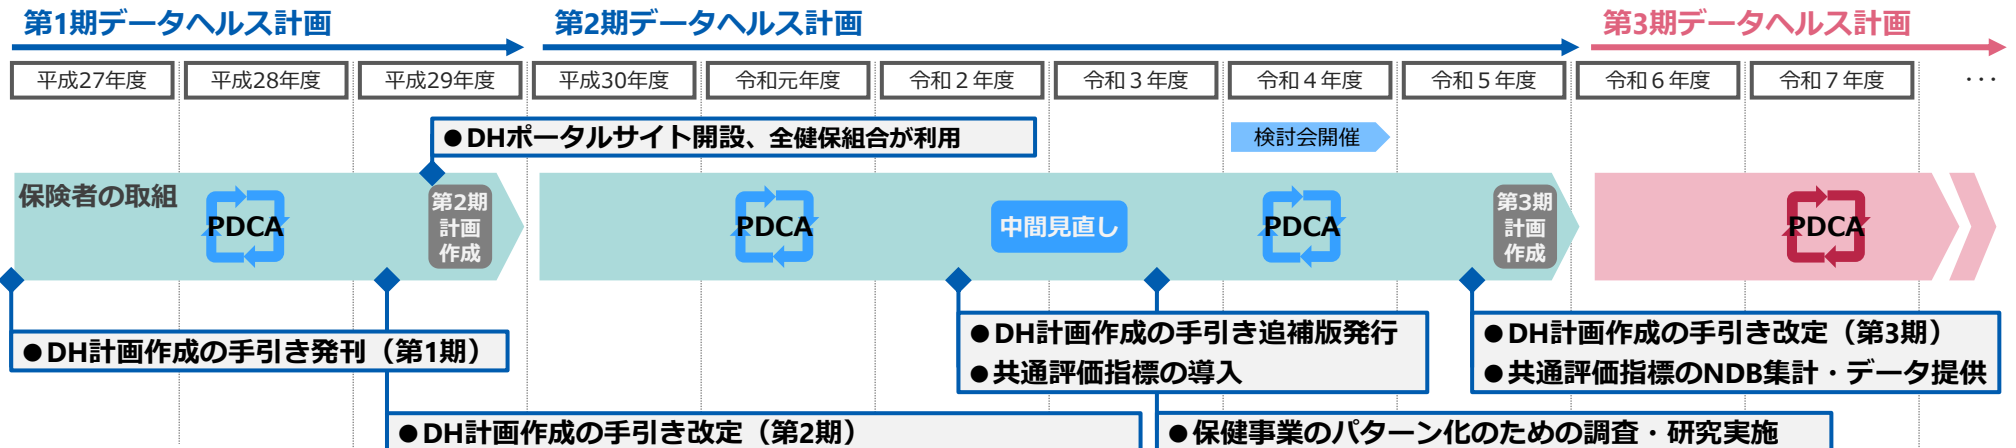 第1期データヘルス計画
第2期データヘルス計画
第3期データヘルス計画
平成27年度
平成28年度
平成29年度
平成30年度
令和元年度
令和２年度
令和３年度
令和４年度
令和５年度
令和６年度
令和７年度
･･･
●DHポータルサイト開設、全健保組合が利用
検討会開催
保険者の取組
PDCA
第2期
計画
作成
PDCA
中間見直し
PDCA
第3期
計画
作成
PDCA
●DH計画作成の手引き発刊（第1期）
●DH計画作成の手引き追補版発行
●共通評価指標の導入
●DH計画作成の手引き改定（第3期）
●共通評価指標のNDB集計・データ提供
●DH計画作成の手引き改定（第2期）
●保健事業のパターン化のための調査・研究実施